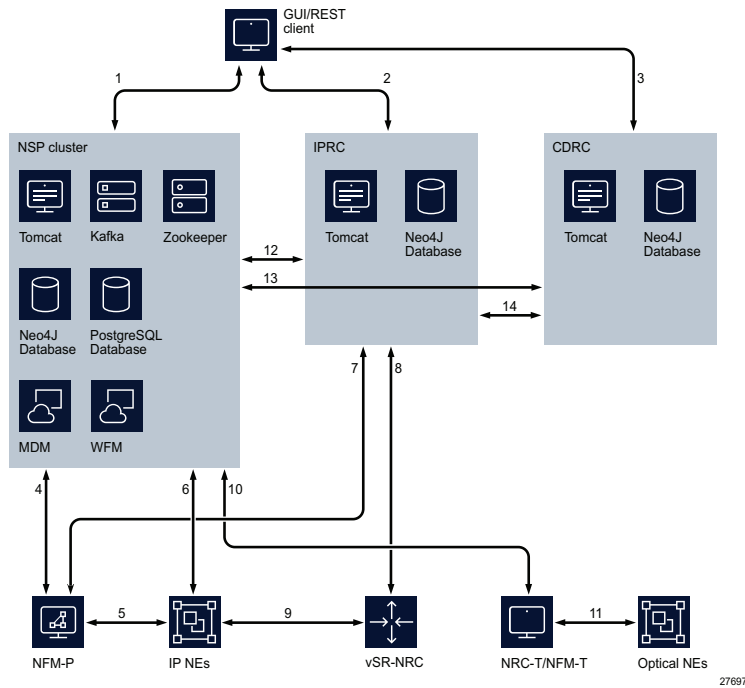 GUI/REST
client
1
2
3
NSP cluster
IPRC
CDRC
Tomcat
Kafka
Zookeeper
Tomcat
Neo4J
Database
Tomcat
Neo4J
Database
12
13
14
Neo4J
Database
PostgreSQL
Database
7
8
MDM
WFM
4
6
10
5
9
11
NFM-P
IP NEs
vSR-NRC
NRC-T/NFM-T
Optical NEs
27697